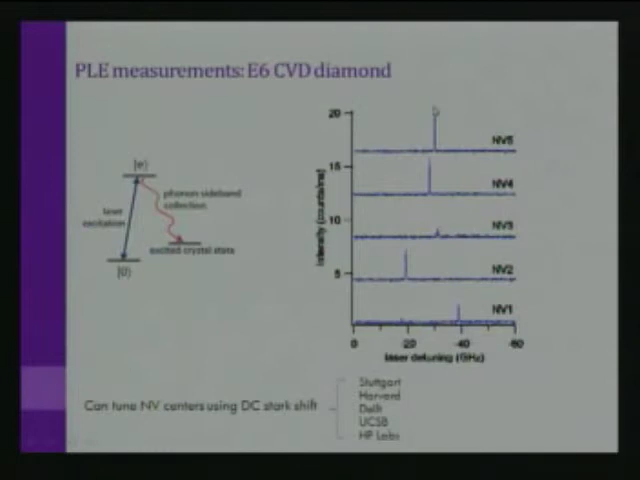 PLE measurements: E6 CVD diamond
|e⟩
phonon sideband
collection
laser
excitation
excited crystal state
|0⟩
intensity (counts/ms)
20
15
10
5
NV5
NV4
NV3
NV2
NV1
0
-20
-40
-60
laser detuning (GHz)
Can tune NV centers using DC stark shift
Stuttgart
Harvard
Delft
UCSB
HP Labs